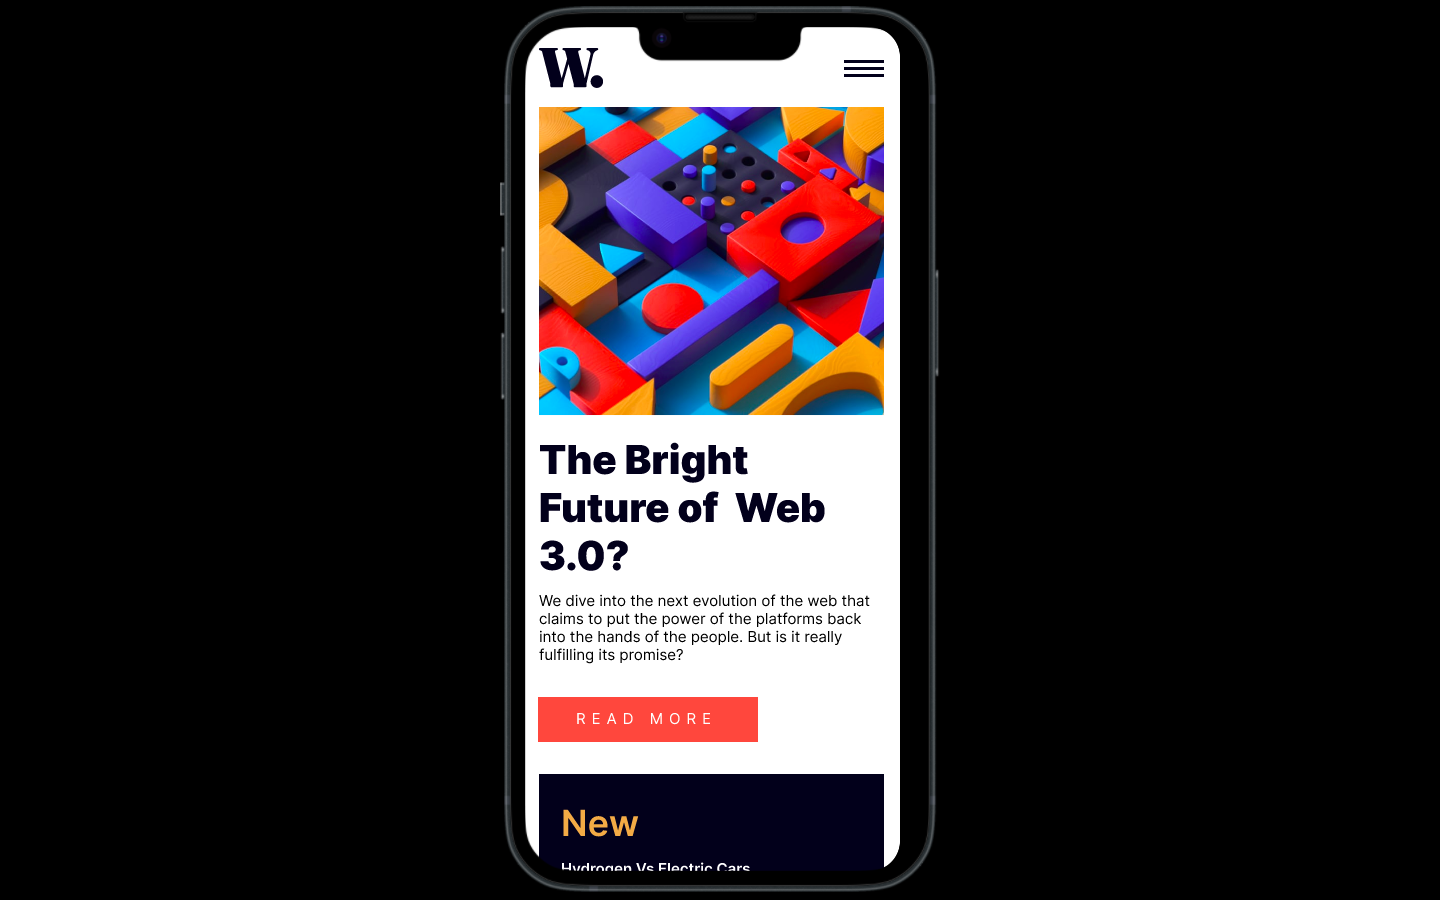 W.
The Bright
Future of Web
3.0?
We dive into the next evolution of the web that
claims to put the power of the platforms back
into the hands of the people. But is it really
fulfilling its promise?
READ MORE
New
Hydrogen Vs Electric Cars